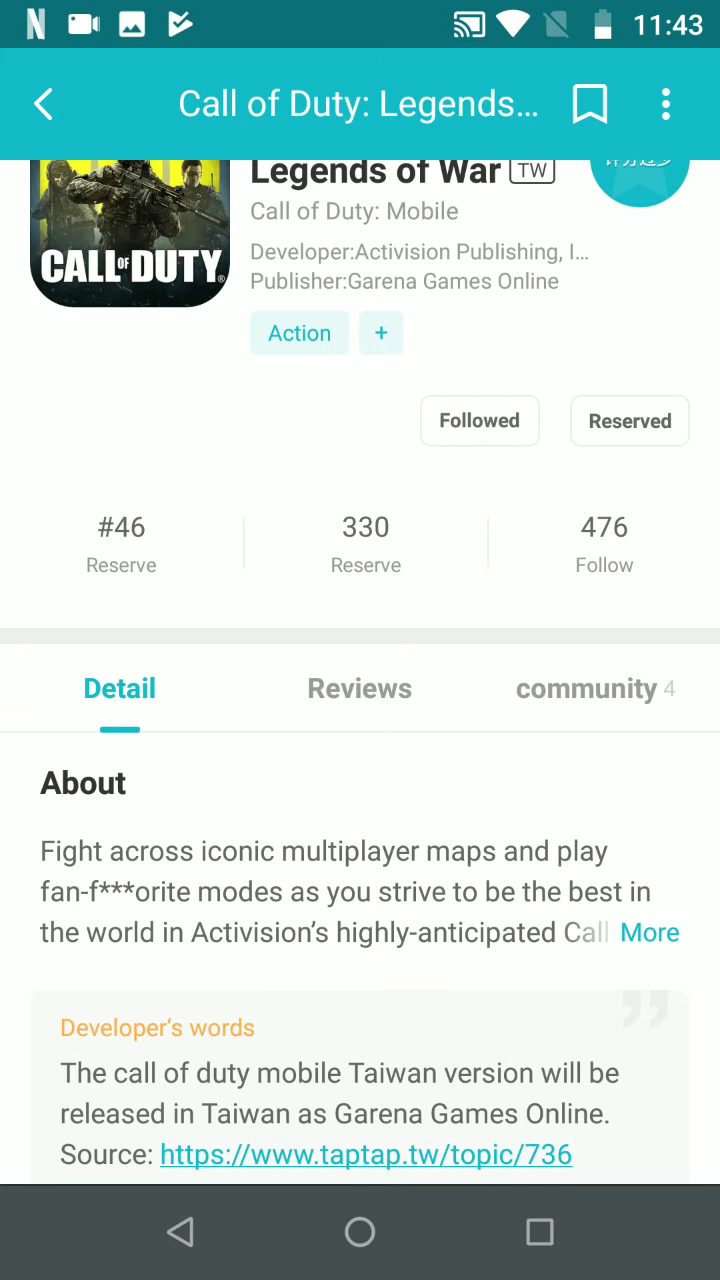 11:43
Call of Duty: Legends...
Legends of War TW
Call of Duty: Mobile
CALL OF DUTY®
Developer:Activision Publishing, I...
Publisher:Garena Games Online
Action +
Followed Reserved
#46 330 476
Reserve Reserve Follow
Detail Reviews community 4
About
Fight across iconic multiplayer maps and play
fan-f***orite modes as you strive to be the best in
the world in Activision’s highly-anticipated Call More
Developer‘s words
The call of duty mobile Taiwan version will be
released in Taiwan as Garena Games Online.
Source: https://www.taptap.tw/topic/736